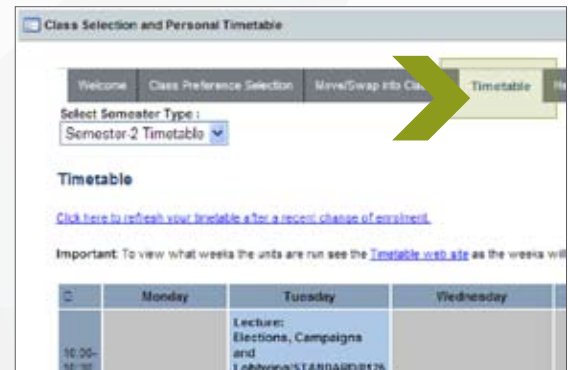 Class Selection and Personal Timetable
Welcome Class Preference Selection Move/Swap into Timetable
Select Semester Type :
Semester-2 Timetable
Timetable
Click here to refresh your timetable after a recent change of enrolment.
Important: To view what weeks the units are run see the Timetable web site as the weeks will
Monday Tuesday Wednesday
Lecture:
Elections, Campaigns
and
10:00-
10:30